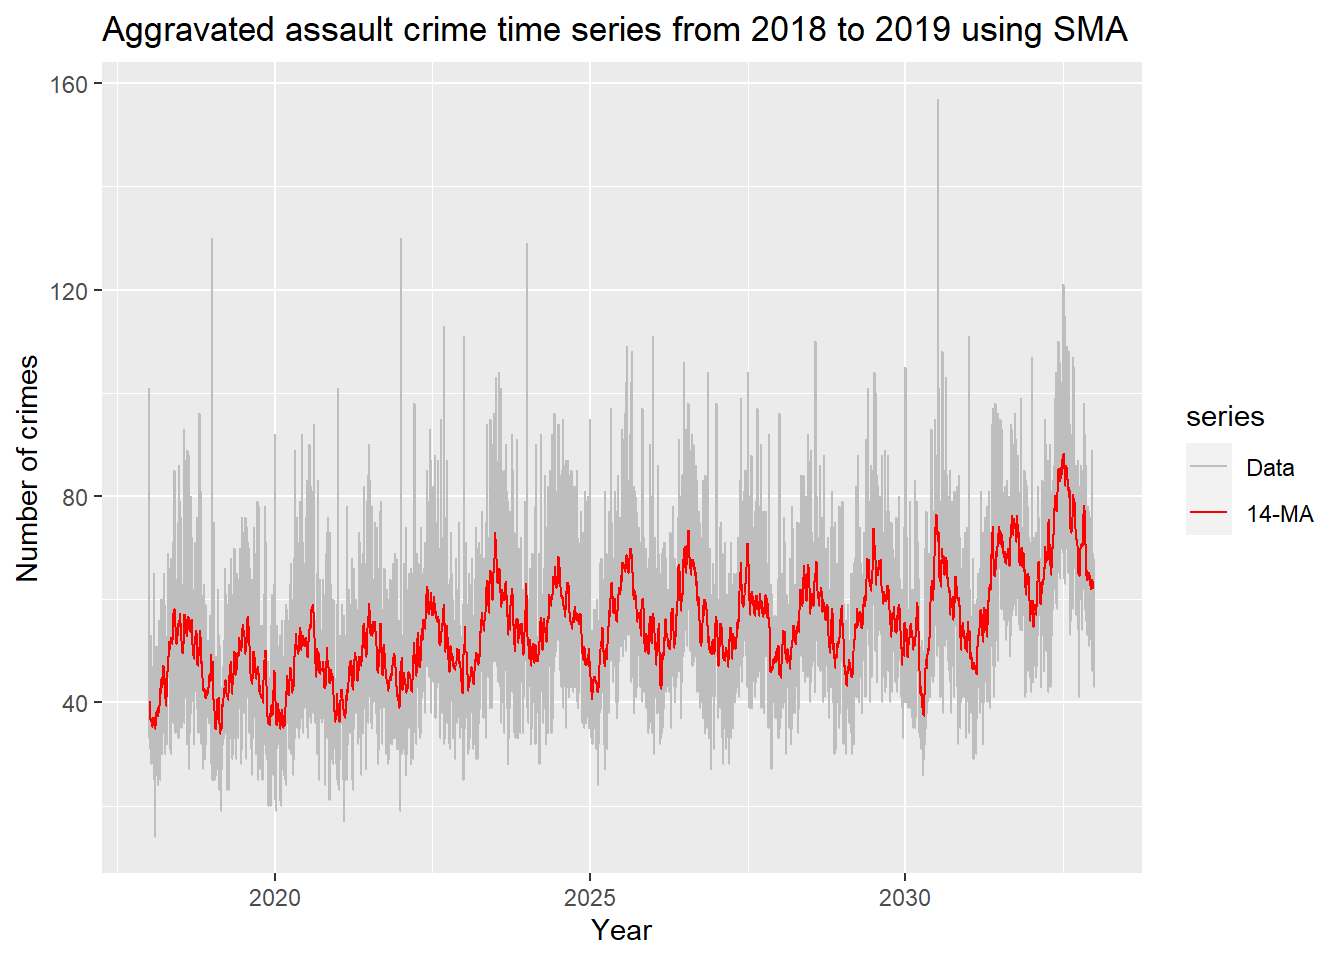 Aggravated assault crime time series from 2018 to 2019 using SMA
160
120
80
40
Number of crimes
2020
2025
2030
Year
series
Data
14-MA